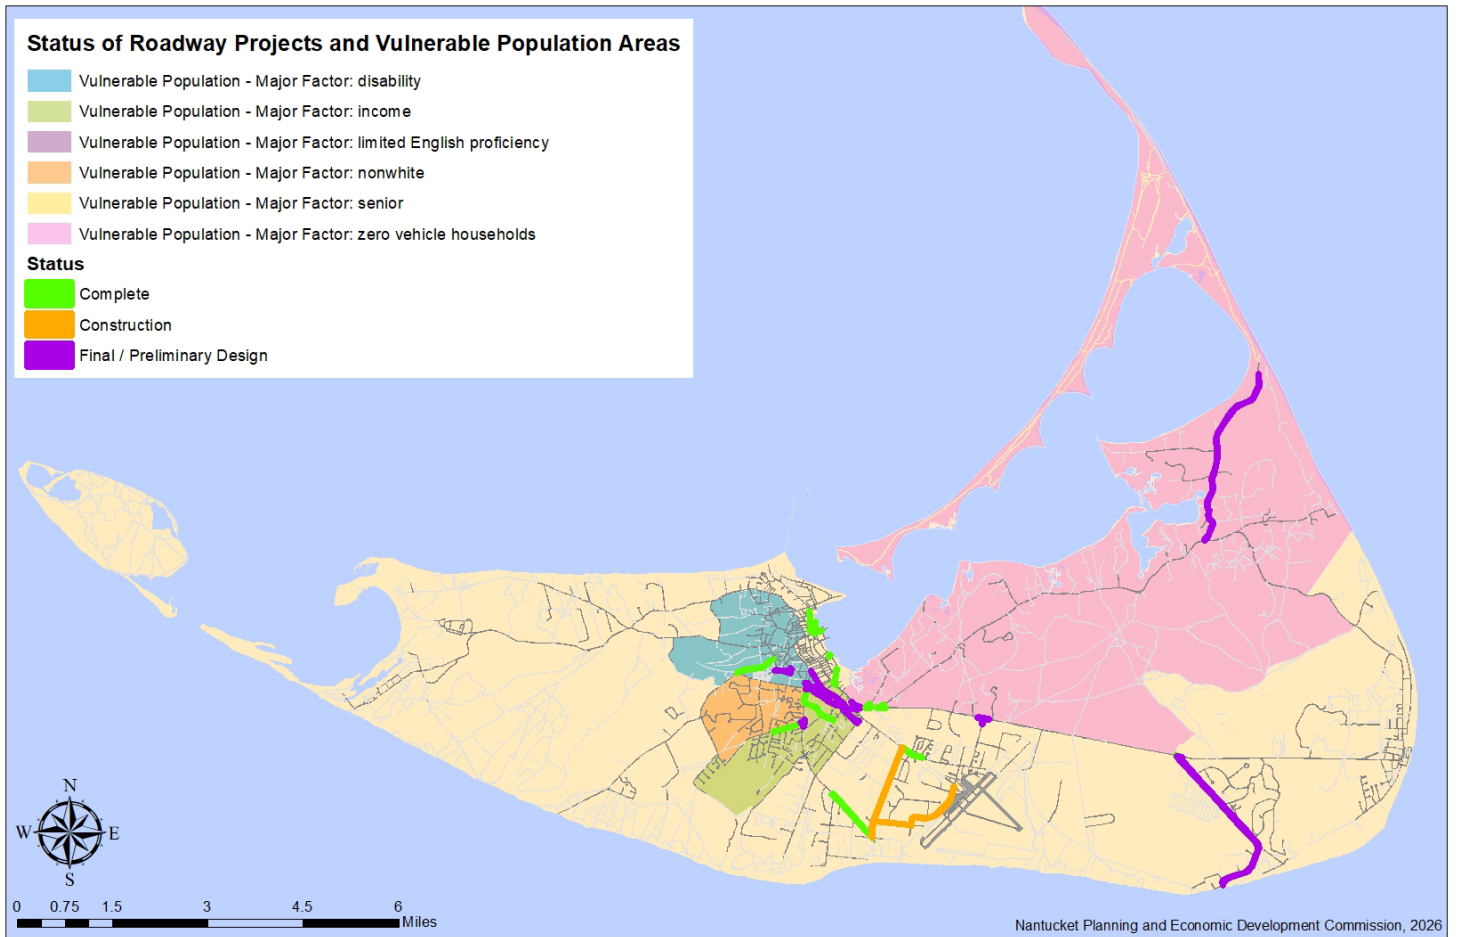 Status of Roadway Projects and Vulnerable Population Areas
Vulnerable Population - Major Factor: disability
Vulnerable Population - Major Factor: income
Vulnerable Population - Major Factor: limited English proficiency
Vulnerable Population - Major Factor: nonwhite
Vulnerable Population - Major Factor: senior
Vulnerable Population - Major Factor: zero vehicle households
Status
Complete
Construction
Final / Preliminary Design
N
W E
S
0 0.75 1.5 3 4.5 6
Miles
Nantucket Planning and Economic Development Commission, 2026